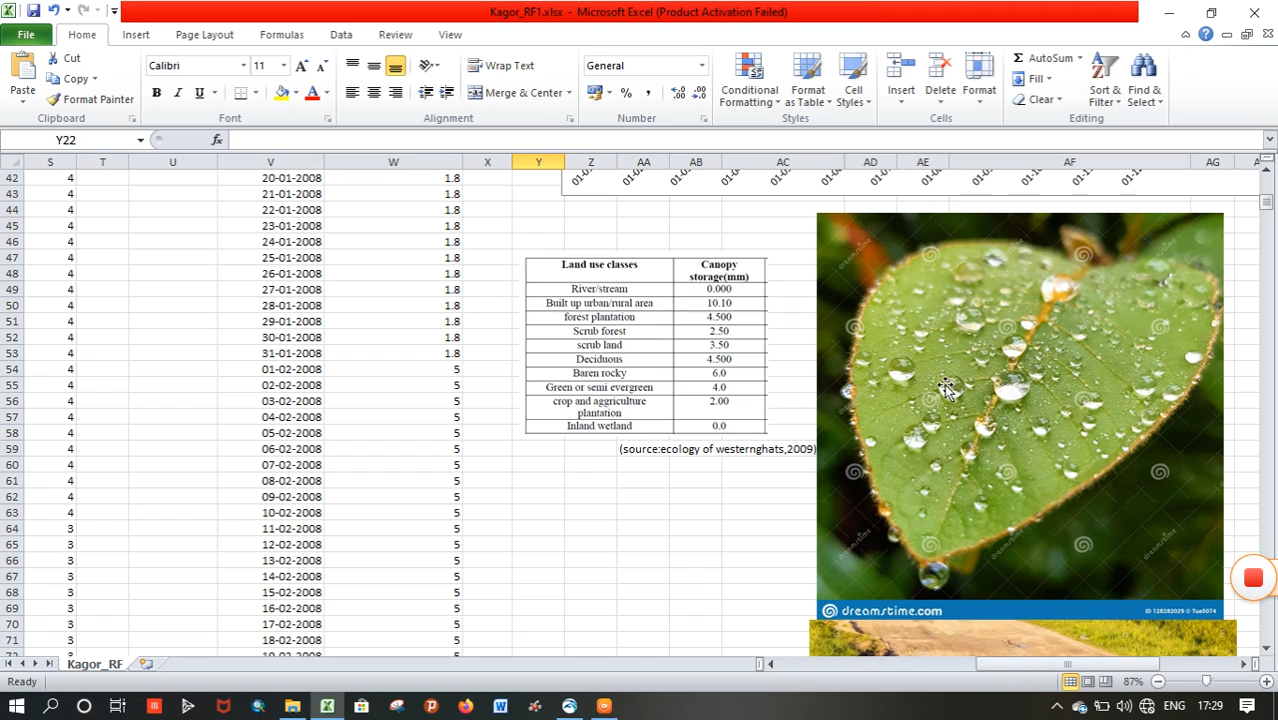 Kagor_RF1.xlsx - Microsoft Excel (Product Activation Failed)
File Home Insert Page Layout Formulas Data Review View
Paste Cut Copy Format Painter Clipboard
Calibri 11 A A B I U A Font
Wrap Text Merge & Center Alignment
General % , Number
Conditional Formatting Format as Table Cell Styles Styles
Insert Delete Format Cells
AutoSum Fill Clear Sort & Filter Find & Select Editing
Y22 fx
S T U V W X Y Z AA AB AC AD AE AF AG
42 4 20-01-2008 1.8
43 4 21-01-2008 1.8
44 4 22-01-2008 1.8
45 4 23-01-2008 1.8
46 4 24-01-2008 1.8
47 4 25-01-2008 1.8
48 4 26-01-2008 1.8
49 4 27-01-2008 1.8
50 4 28-01-2008 1.8
51 4 29-01-2008 1.8
52 4 30-01-2008 1.8
53 4 31-01-2008 1.8
54 4 01-02-2008 5
55 4 02-02-2008 5
56 4 03-02-2008 5
57 4 04-02-2008 5
58 4 05-02-2008 5
59 4 06-02-2008 5
60 4 07-02-2008 5
61 4 08-02-2008 5
62 4 09-02-2008 5
63 4 10-02-2008 5
64 3 11-02-2008 5
65 3 12-02-2008 5
66 3 13-02-2008 5
67 3 14-02-2008 5
68 3 15-02-2008 5
69 3 16-02-2008 5
70 3 17-02-2008 5
71 3 18-02-2008 5
Land use classes Canopy storage(mm)
River/stream 0.000
Built up urban/rural area 10.10
forest plantation 4.500
Scrub forest 2.50
scrub land 3.50
Deciduous 4.500
Baren rocky 6.0
Green or semi evergreen 4.0
crop and aggriculture plantation 2.00
Inland wetland 0.0
(source:ecology of westernghats,2009)
dreamstime.com
ID 128282029 © Tua5074
Kagor_RF
Ready 87%
ENG 17:29